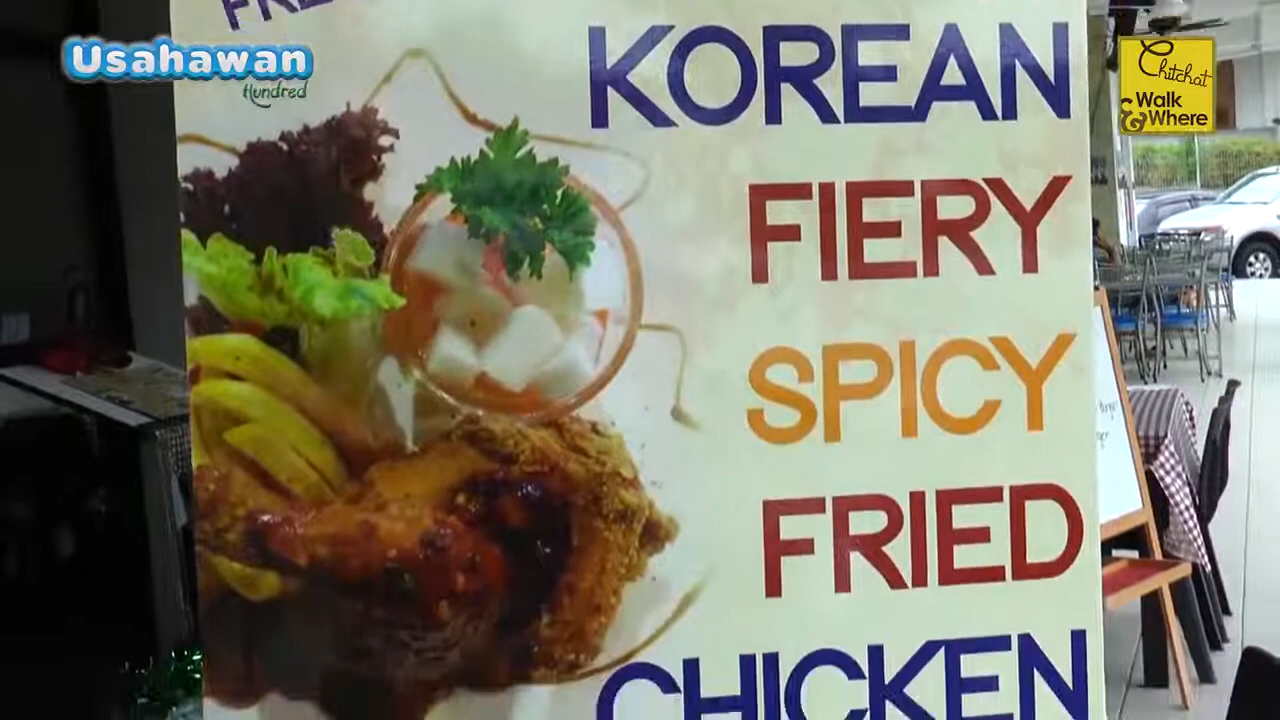 Usahawan
Hundred
KOREAN
FIERY
SPICY
FRIED
CHICKEN
Chitchat
& Walk
Where